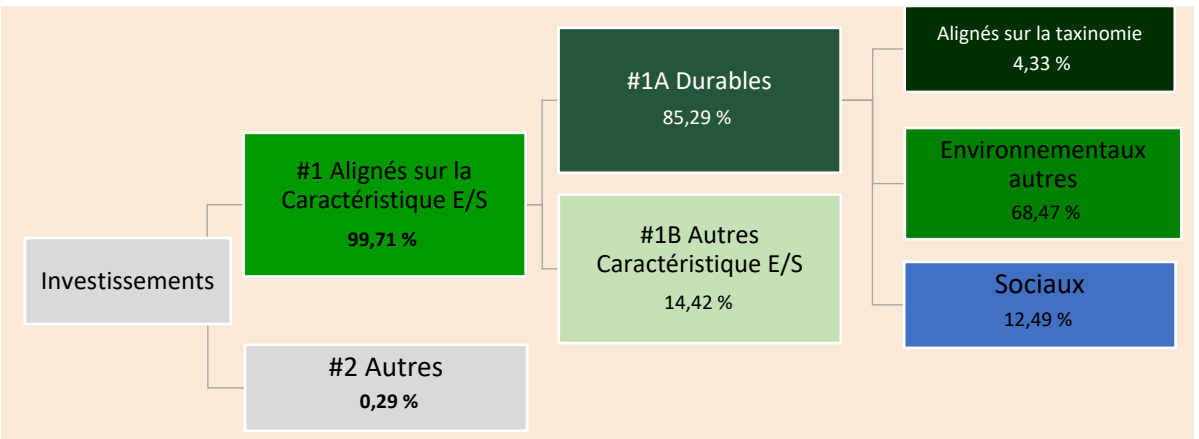 Investissements
#1 Alignés sur la
Caractéristique E/S
99,71 %
#2 Autres
0,29 %
#1A Durables
85,29 %
#1B Autres
Caractéristique E/S
14,42 %
Alignés sur la taxinomie
4,33 %
Environnementaux
autres
68,47 %
Sociaux
12,49 %